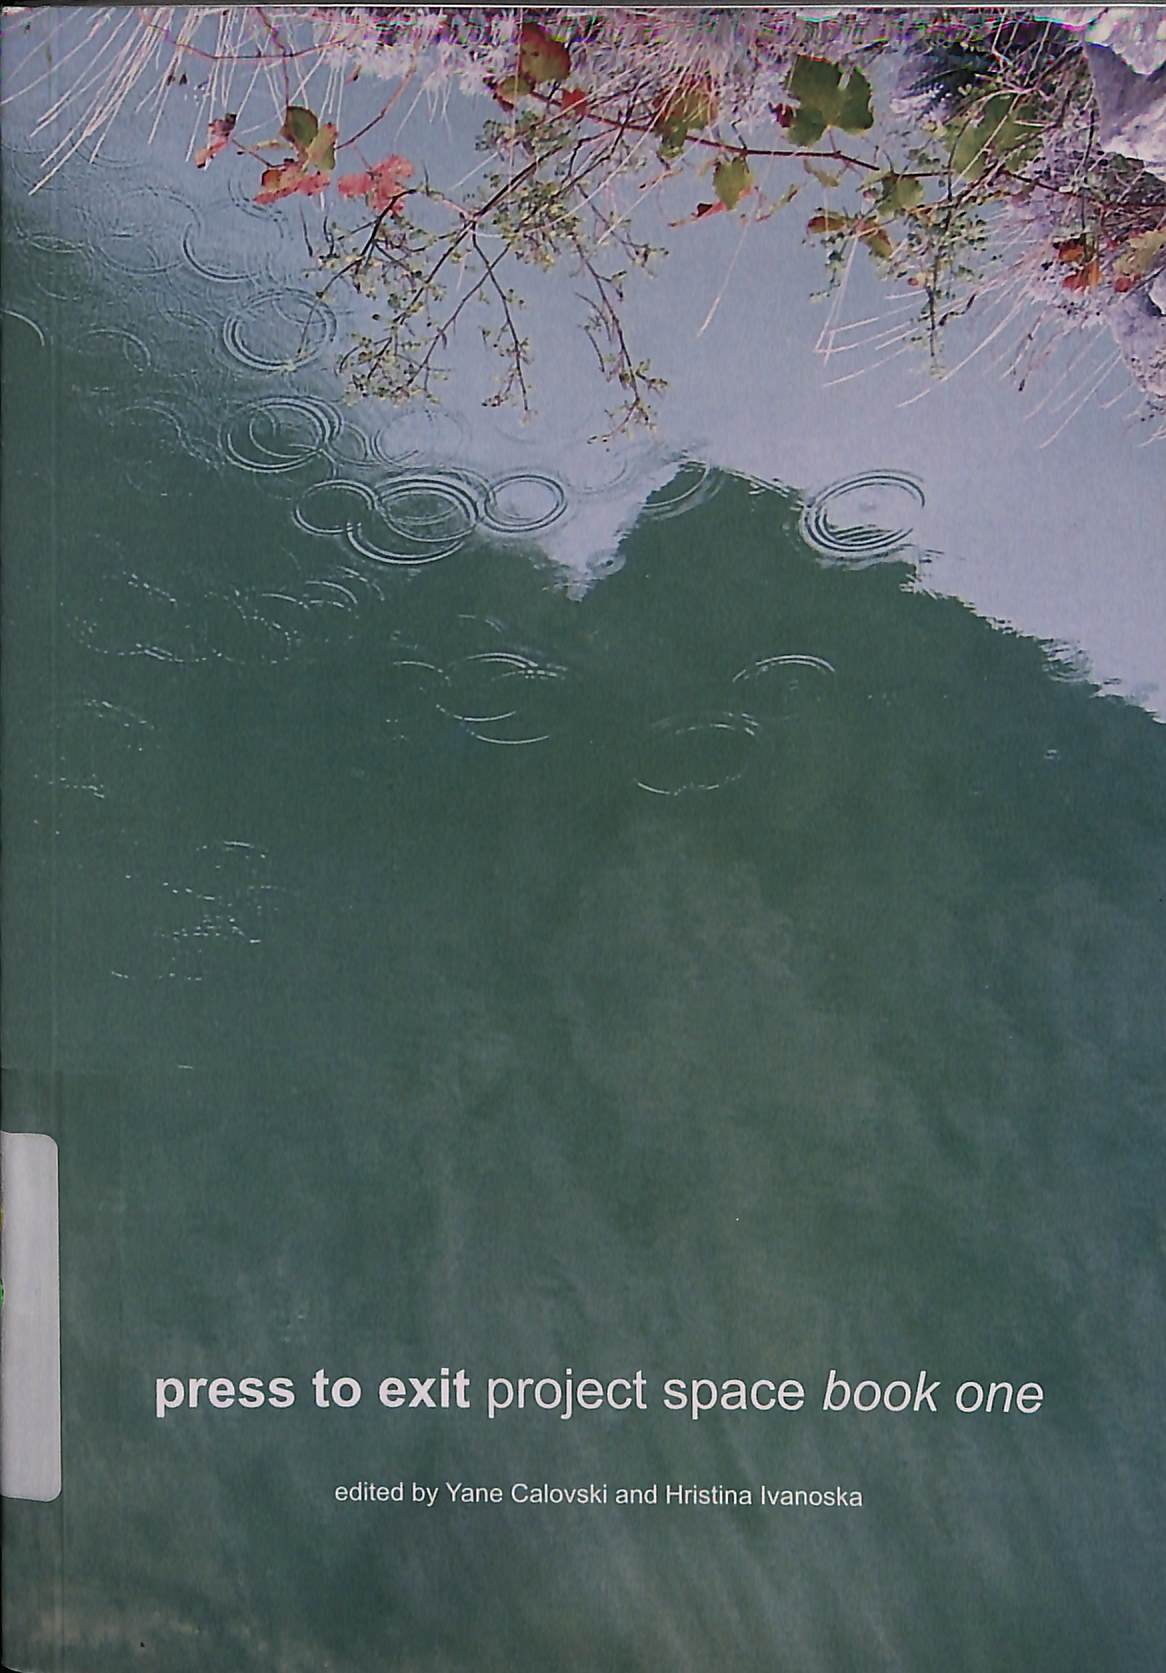 press to exit project space book one
edited by Yane Calovski and Hristina Ivanoska